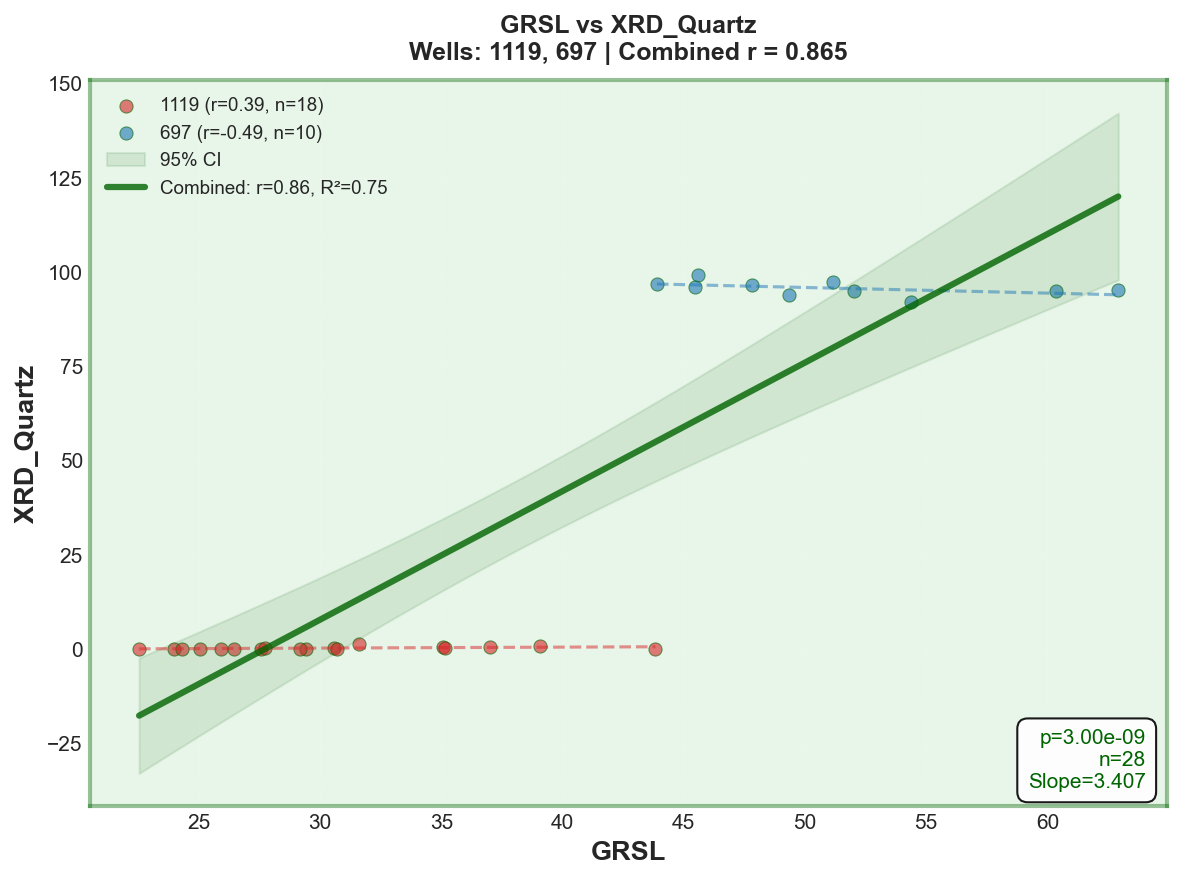 GRSL vs XRD_Quartz
Wells: 1119, 697 | Combined r = 0.865
1119 (r=0.39, n=18)
697 (r=-0.49, n=10)
95% CI
Combined: r=0.86, R²=0.75
150
125
100
75
50
25
0
−25
XRD_Quartz
p=3.00e-09
n=28
Slope=3.407
25 30 35 40 45 50 55 60
GRSL